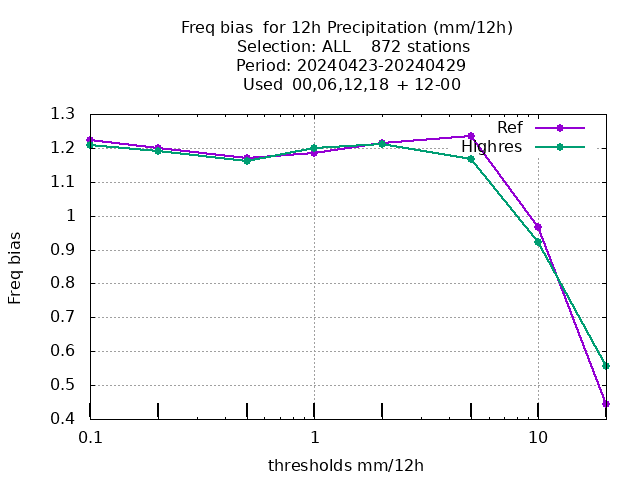 Freq bias  for 12h Precipitation (mm/12h)
Selection: ALL    872 stations
Period: 20240423-20240429
Used  00,06,12,18 + 12-00
Ref
Highres
1.3
1.2
1.1
1
0.9
0.8
0.7
0.6
0.5
0.4
Freq bias
0.1 1 10
thresholds mm/12h